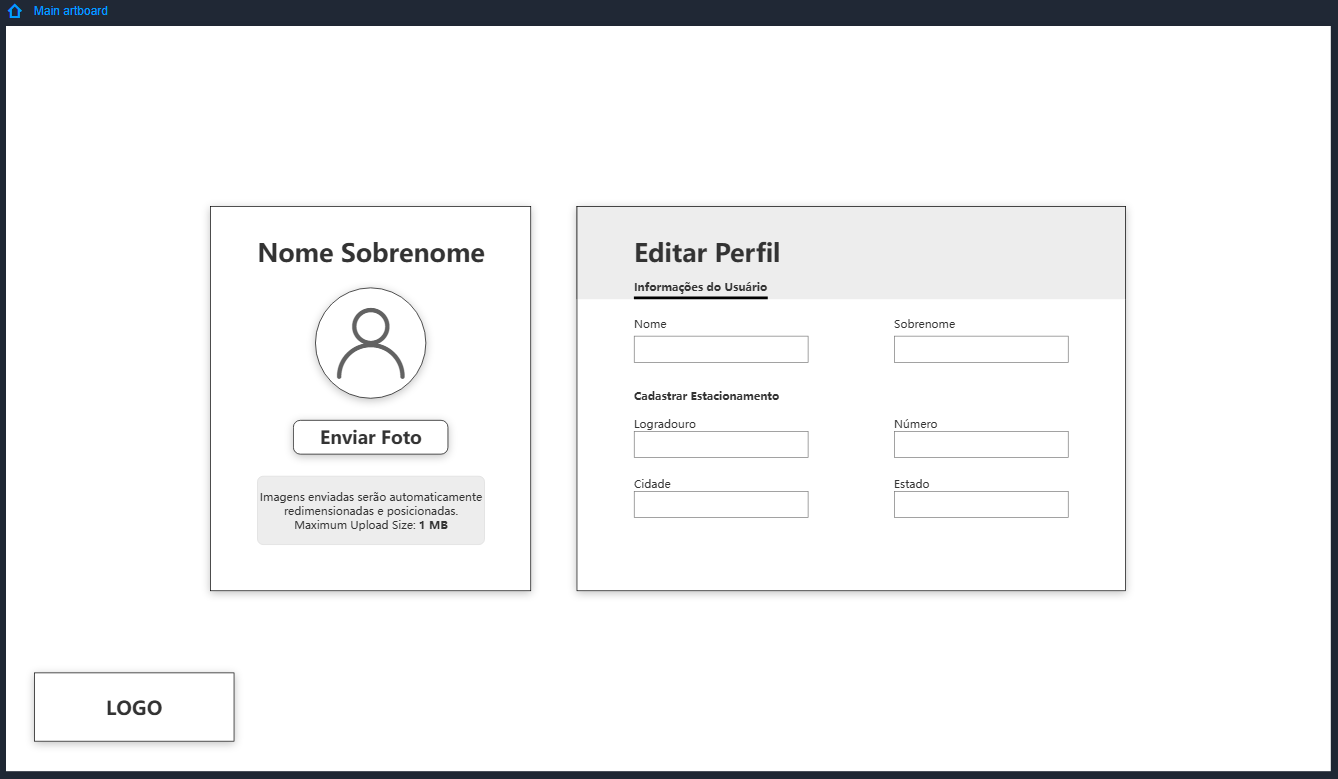 Main artboard
Nome Sobrenome
Enviar Foto
Imagens enviadas serão automaticamente
redimensionadas e posicionadas.
Maximum Upload Size: 1 MB
Editar Perfil
Informações do Usuário
Nome
Sobrenome
Cadastrar Estacionamento
Logradouro
Número
Cidade
Estado
LOGO